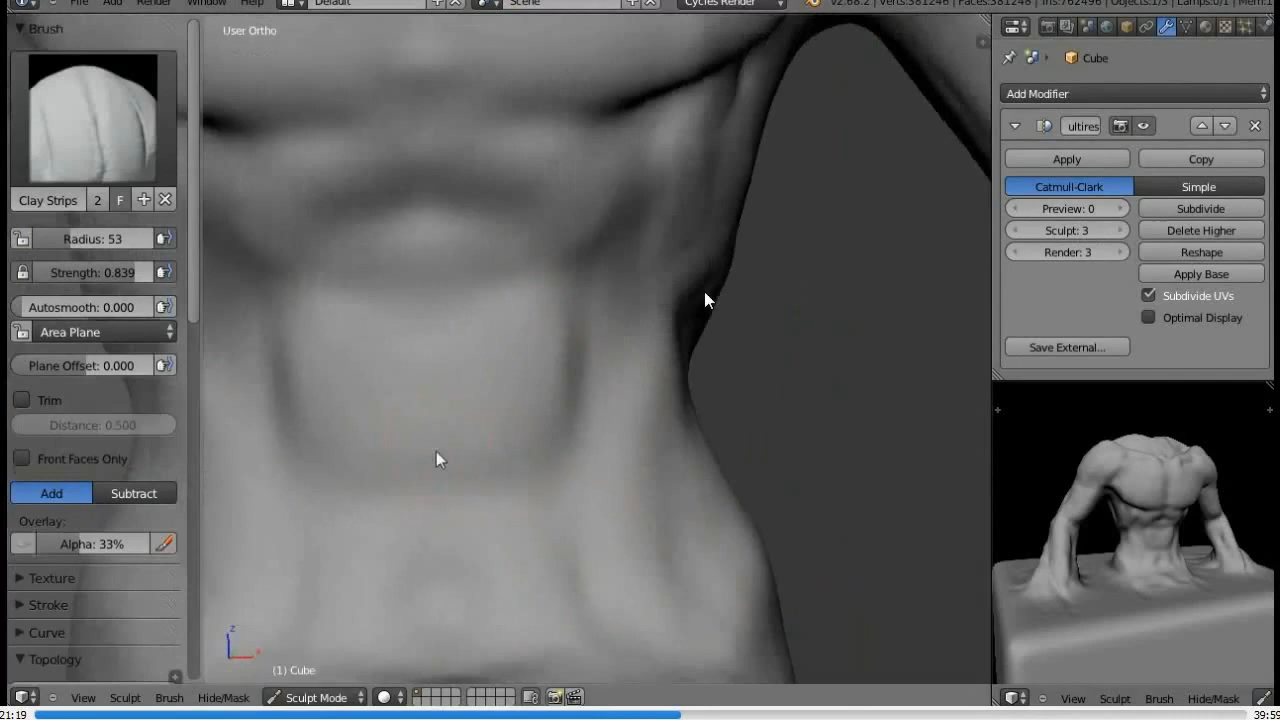 File Add Render Window Help Default Scene Cycles Render v2.68.2 | Verts:381246 | Faces:381248 | Tris:762496 | Objects:1/3 | Lamps:0/1 |
Brush
User Ortho
Cube
Add Modifier
ultires
Apply Copy
Clay Strips 2 F
Catmull-Clark Simple
Preview: 0 Subdivide
Radius: 53
Sculpt: 3 Delete Higher
Render: 3 Reshape
Strength: 0.839
Apply Base
Subdivide UVs
Autosmooth: 0.000
Optimal Display
Area Plane
Save External...
Plane Offset: 0.000
Trim
Distance: 0.500
Front Faces Only
Add Subtract
Overlay:
Alpha: 33%
Texture
Stroke
Curve
z
x
Topology
(1) Cube
View Sculpt Brush Hide/Mask Sculpt Mode View Sculpt Brush Hide/Mask
21:19 39:59